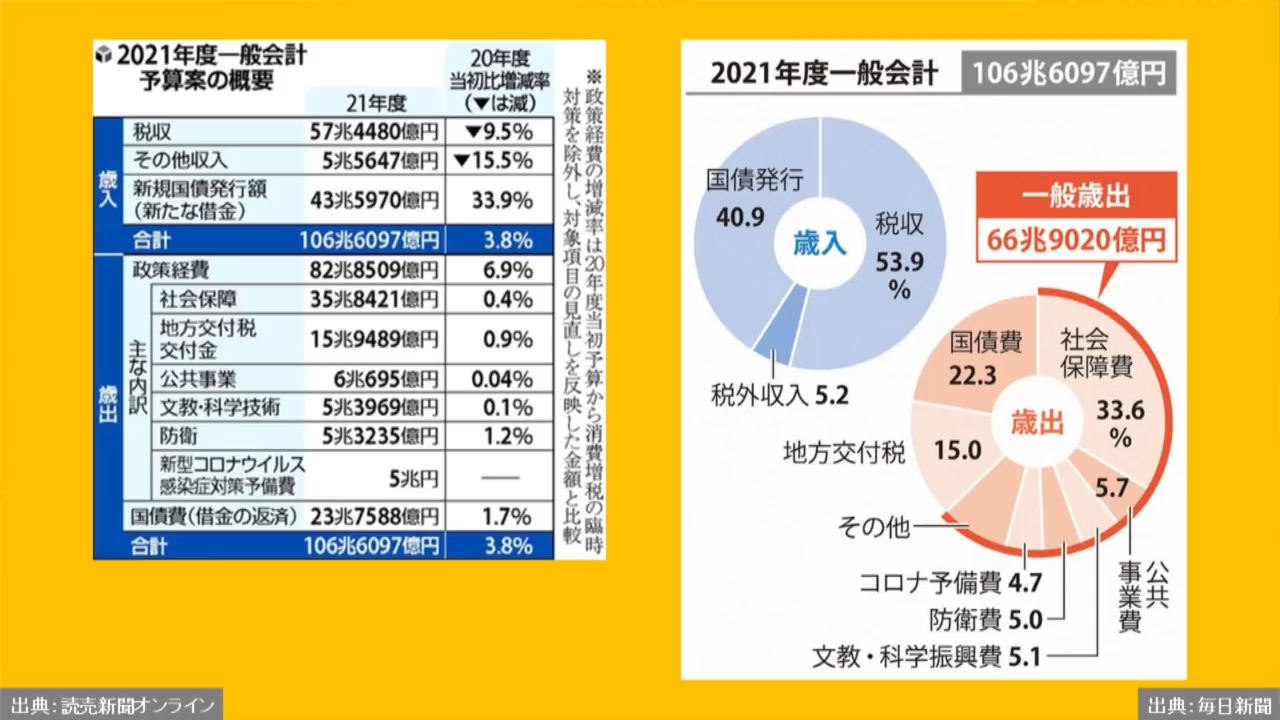 2021年度一般会計
予算案の概要
21年度
20年度
当初比増減率
(▼は減)
歳入
税収 57兆4480億円 ▼9.5%
その他収入 5兆5647億円 ▼15.5%
新規国債発行額
(新たな借金) 43兆5970億円 33.9%
合計 106兆6097億円 3.8%
歳出
政策経費 82兆8509億円 6.9%
主な内訳
社会保障 35兆8421億円 0.4%
地方交付税
交付金 15兆9489億円 0.9%
公共事業 6兆695億円 0.04%
文教・科学技術 5兆3969億円 0.1%
防衛 5兆3235億円 1.2%
新型コロナウイルス
感染症対策予備費 5兆円 ——
国債費(借金の返済) 23兆7588億円 1.7%
合計 106兆6097億円 3.8%
※政策経費の増減率は20年度当初予算から消費増税の臨時
対策を除外し、対象項目の見直しを反映した金額と比較
出典：読売新聞オンライン
2021年度一般会計 106兆6097億円
国債発行
40.9
歳入
税収
53.9
%
税外収入 5.2
一般歳出
66兆9020億円
国債費
22.3
社会
保障費
33.6
%
歳出
地方交付税 15.0
5.7
その他
公共
事業費
コロナ予備費 4.7
防衛費 5.0
文教・科学振興費 5.1
出典：毎日新聞